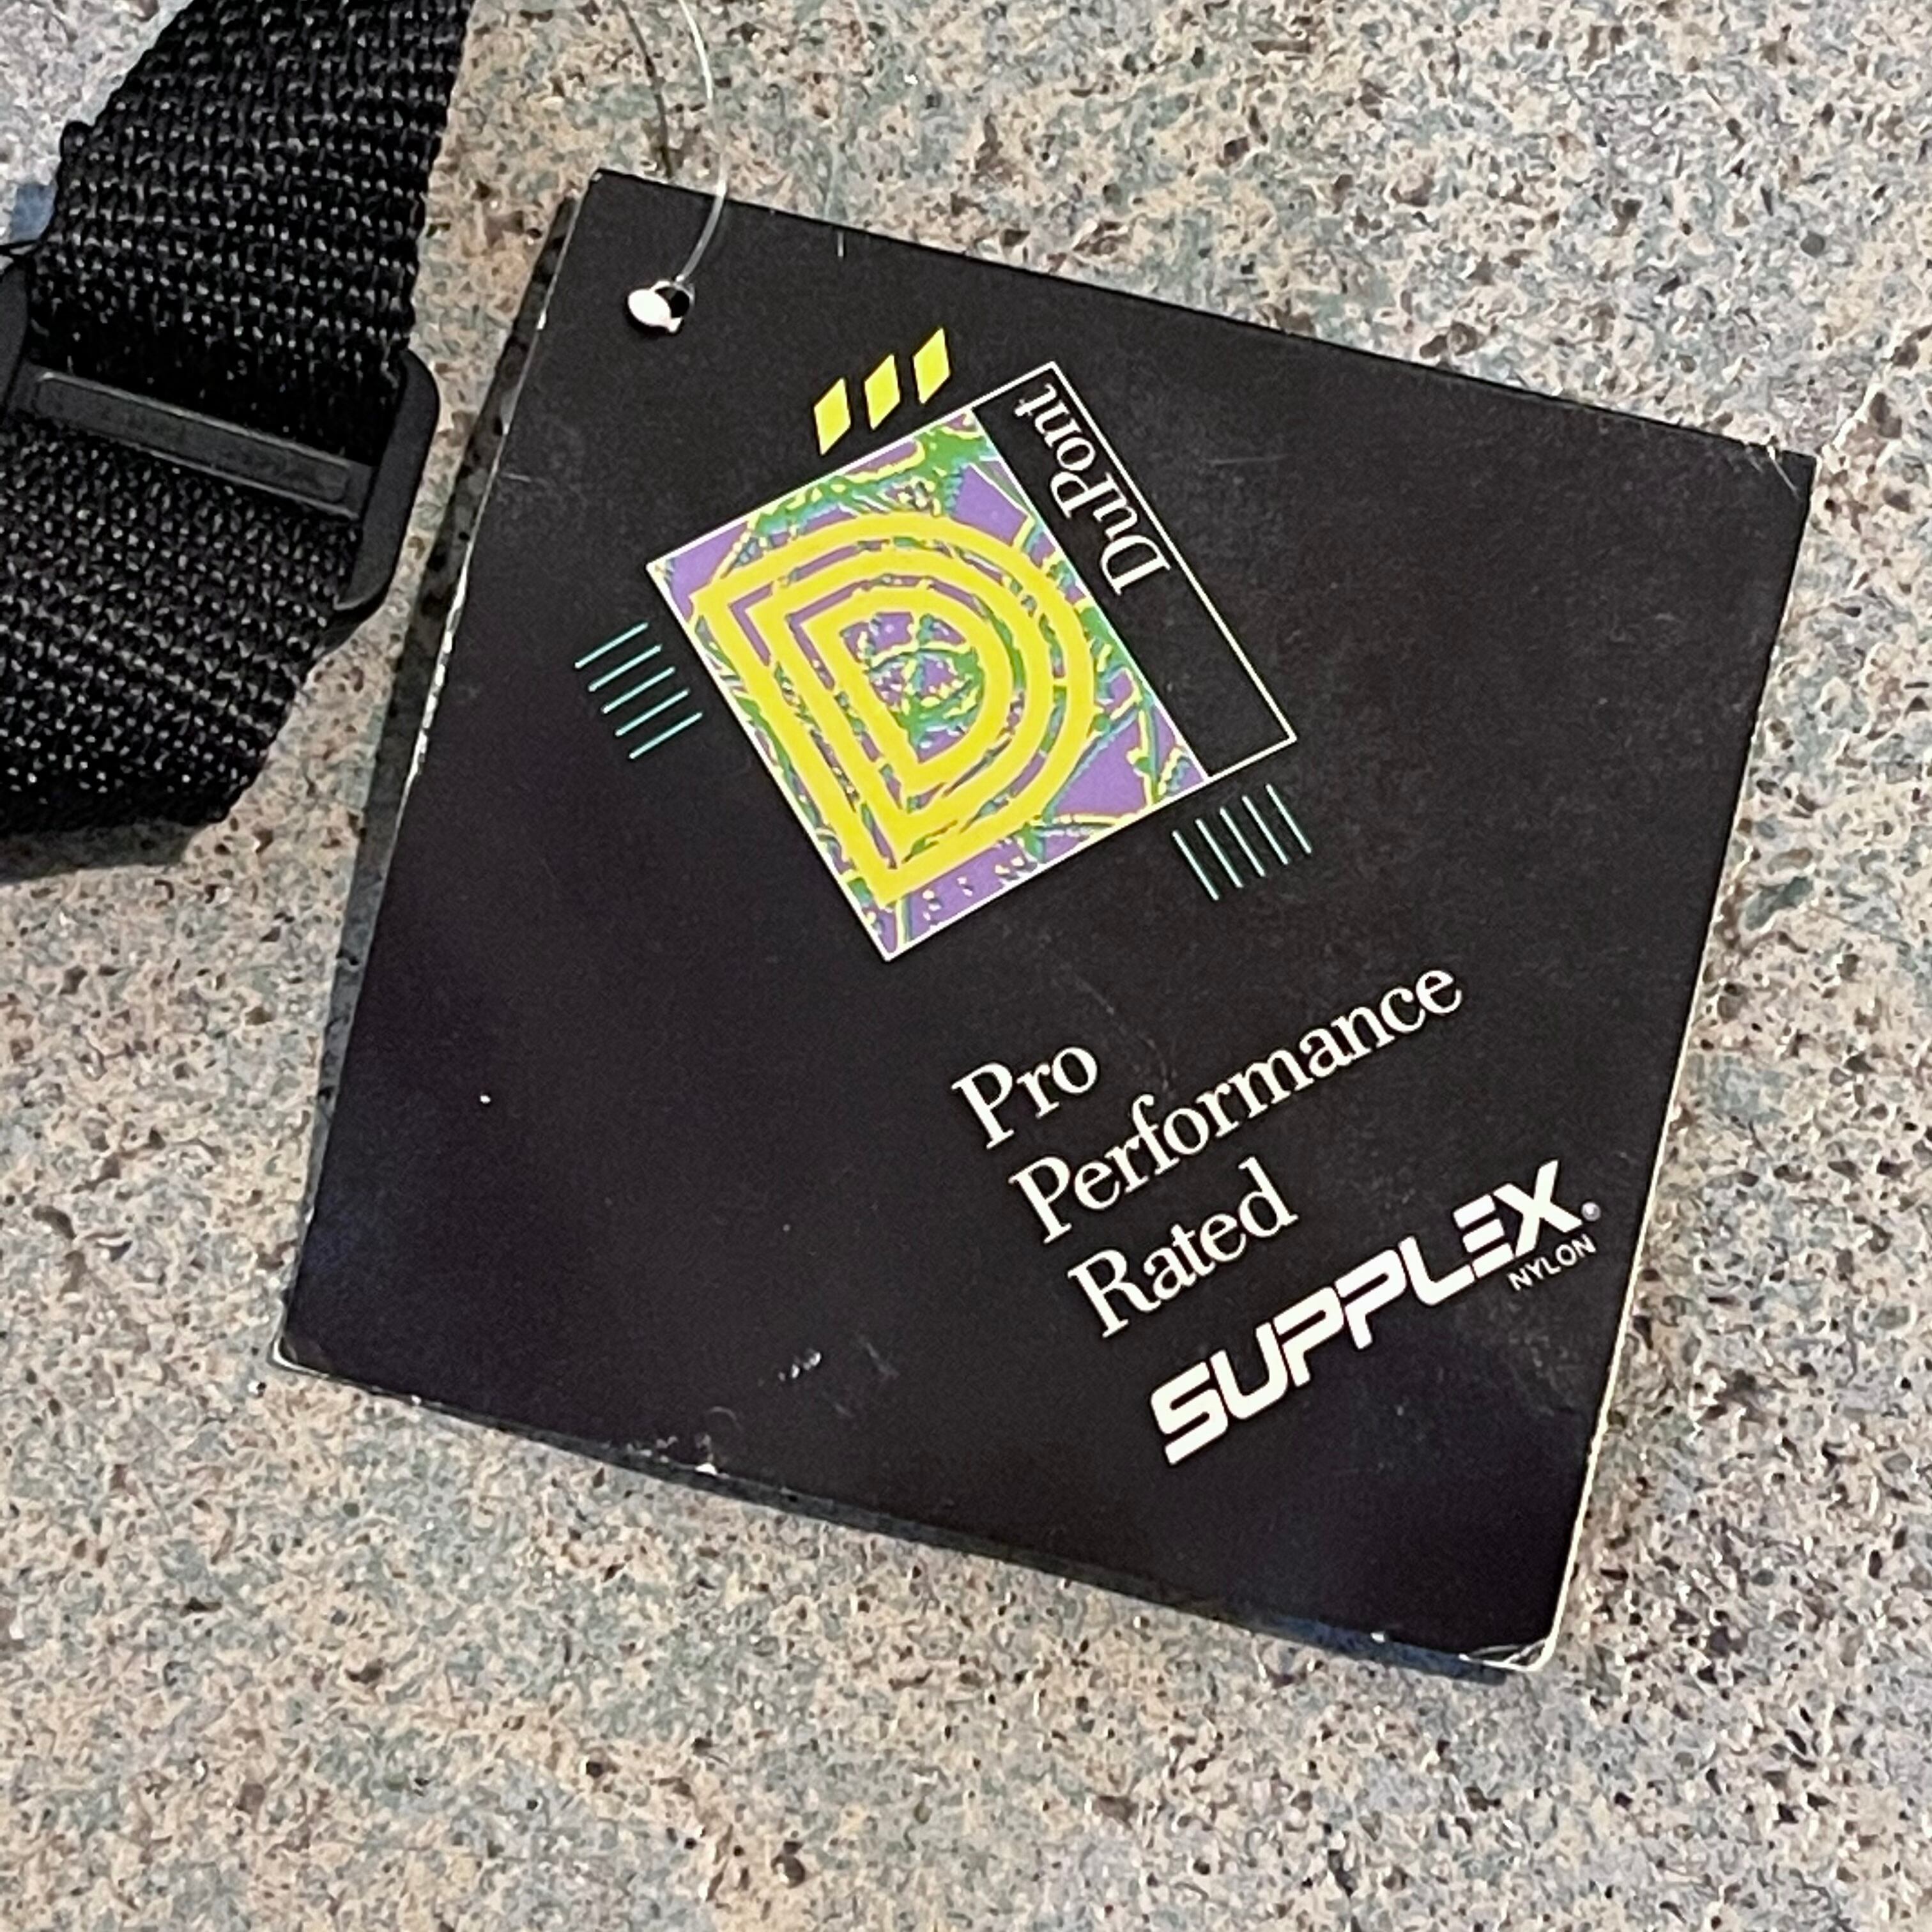 DuPont
Pro
Performance
Rated
SUPPLEX®
NYLON